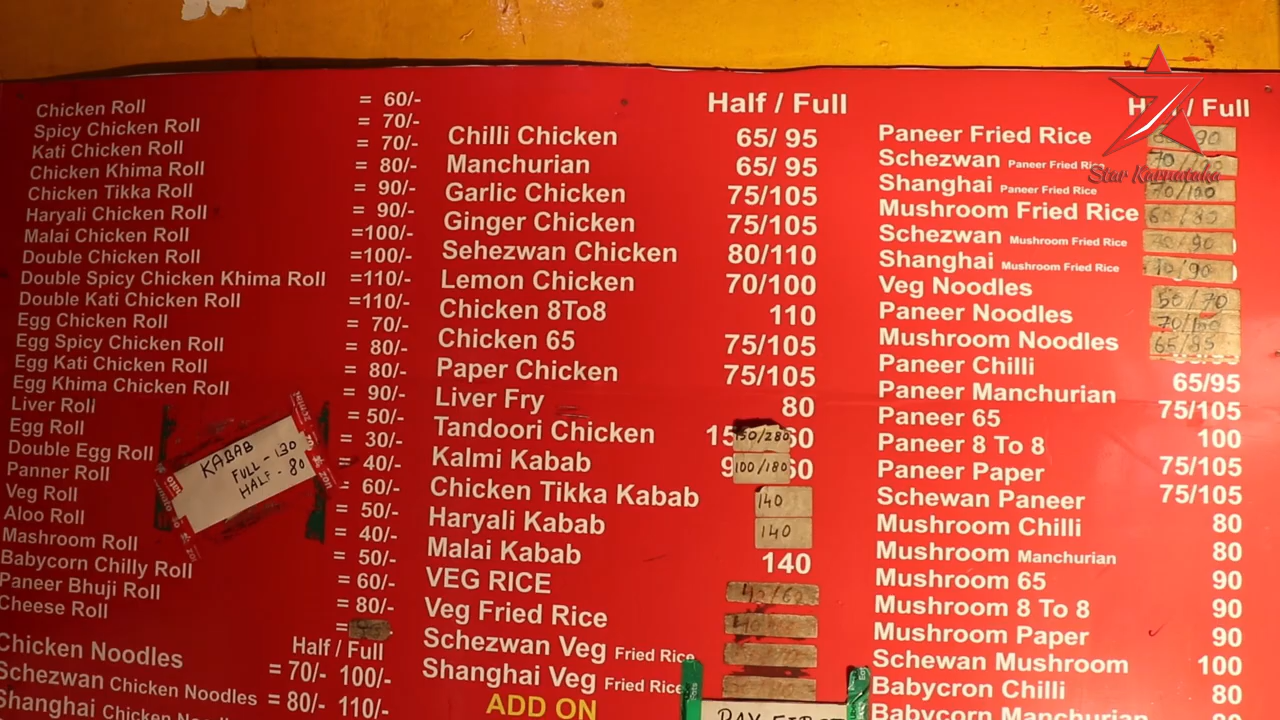 Chicken Roll = 60/-
Spicy Chicken Roll = 70/-
Kati Chicken Roll = 70/-
Chicken Khima Roll = 80/-
Chicken Tikka Roll = 90/-
Haryali Chicken Roll = 90/-
Malai Chicken Roll =100/-
Double Chicken Roll =100/-
Double Spicy Chicken Khima Roll =110/-
Double Kati Chicken Roll =110/-
Egg Chicken Roll = 70/-
Egg Spicy Chicken Roll = 80/-
Egg Kati Chicken Roll = 80/-
Egg Khima Chicken Roll = 90/-
Liver Roll = 50/-
Egg Roll = 30/-
Double Egg Roll = 40/-
Panner Roll = 60/-
Veg Roll = 50/-
Aloo Roll = 40/-
Mashroom Roll = 50/-
Babycorn Chilly Roll = 60/-
Paneer Bhuji Roll = 80/-
Cheese Roll =
KABAB
FULL - 130
HALF - 80
Half / Full
Chicken Noodles = 70/- 100/-
Schezwan Chicken Noodles = 80/- 110/-
Shanghai Chicken
Half / Full
Chilli Chicken 65/ 95
Manchurian 65/ 95
Garlic Chicken 75/105
Ginger Chicken 75/105
Sehezwan Chicken 80/110
Lemon Chicken 70/100
Chicken 8To8 110
Chicken 65 75/105
Paper Chicken 75/105
Liver Fry 80
Tandoori Chicken 150/280
Kalmi Kabab 100/180
Chicken Tikka Kabab 140
Haryali Kabab 140
Malai Kabab 140
VEG RICE
Veg Fried Rice
Schezwan Veg Fried Rice
Shanghai Veg Fried Rice
ADD ON
PAY FIRST
Half / Full
Paneer Fried Rice
Schezwan Paneer Fried Rice
Shanghai Paneer Fried Rice 70/100
Mushroom Fried Rice 60/80
Schezwan Mushroom Fried Rice
Shanghai Mushroom Fried Rice 70/90
Veg Noodles 50/70
Paneer Noodles 70/100
Mushroom Noodles 65/85
Paneer Chilli 65/95
Paneer Manchurian 75/105
Paneer 65 100
Paneer 8 To 8 75/105
Paneer Paper 75/105
Schewan Paneer 80
Mushroom Chilli 80
Mushroom Manchurian 90
Mushroom 65 90
Mushroom 8 To 8 90
Mushroom Paper 100
Schewan Mushroom 80
Babycron Chilli
Babycorn Manchurian
Star Karnataka